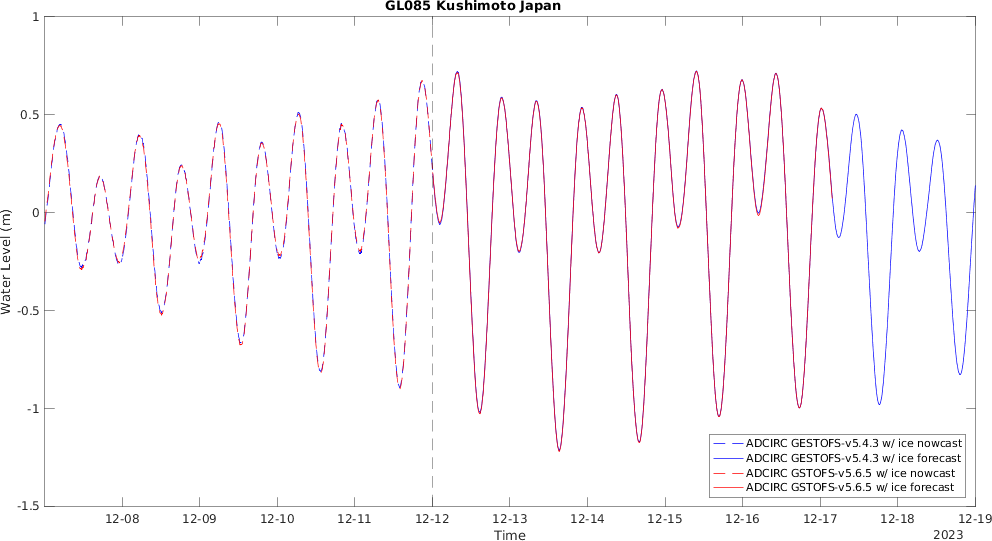 GL085 Kushimoto Japan
1
0.5
0
-0.5
-1
-1.5
Water Level (m)
ADCIRC GESTOFS-v5.4.3 w/ ice nowcast
ADCIRC GESTOFS-v5.4.3 w/ ice forecast
ADCIRC GSTOFS-v5.6.5 w/ ice nowcast
ADCIRC GSTOFS-v5.6.5 w/ ice forecast
12-08 12-09 12-10 12-11 12-12 12-13 12-14 12-15 12-16 12-17 12-18 12-19
Time
2023